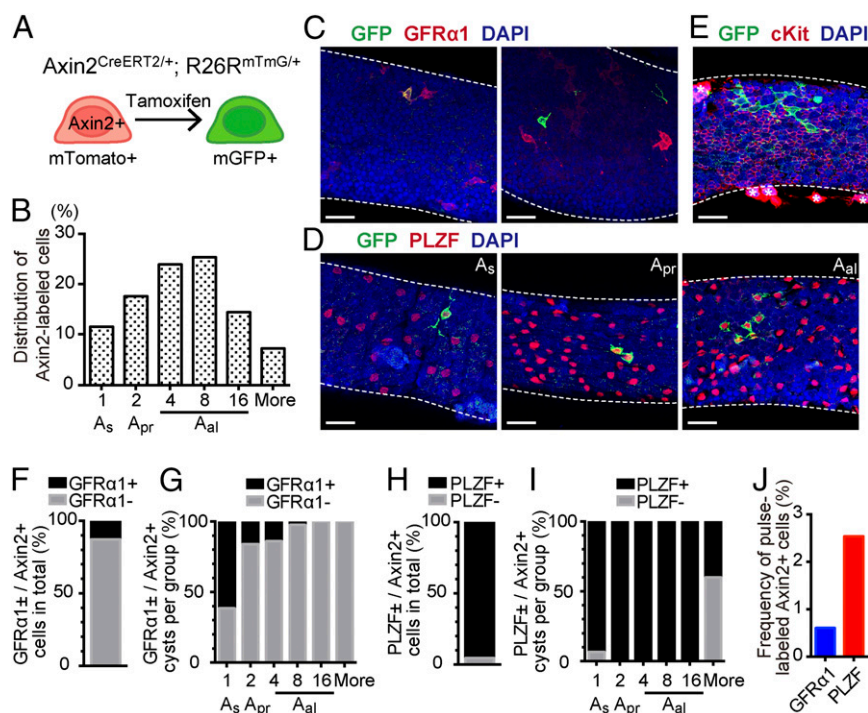 A
Axin2CreERT2/+; R26RmTmG/+
Tamoxifen
Axin2+
mTomato+
mGFP+
B
(%)
Distribution of
Axin2-labeled cells
30
20
10
0
1 2 4 8 16 More
As Apr Aal
C
GFP GFRα1 DAPI
E
GFP cKit DAPI
*
*
*
*
D
GFP PLZF DAPI
As
Apr
Aal
F
GFRα1+
GFRα1-
GFRα1± / Axin2+
cells in total (%)
100
50
0
G
GFRα1+
GFRα1-
GFRα1± / Axin2+
cysts per group (%)
100
50
0
1 2 4 8 16 More
As Apr Aal
H
PLZF+
PLZF-
PLZF± / Axin2+
cells in total (%)
100
50
0
I
PLZF+
PLZF-
PLZF± / Axin2+
cysts per group (%)
100
50
0
1 2 4 8 16 More
As Apr Aal
J
Frequency of pulse-
labeled Axin2+ cells (%)
3
2
1
0
GFRα1
PLZF